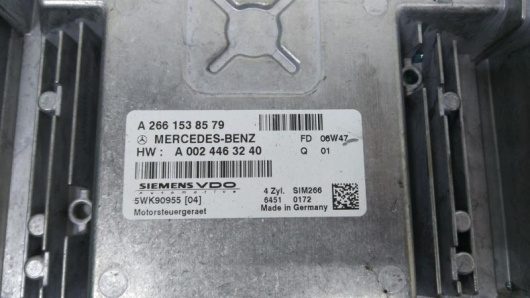 A 266 153 85 79
MERCEDES-BENZ FD 06W47
HW : A 002 446 32 40 Q 01
SIEMENS VDO
Automotive
5WK90955 [04] 4 Zyl. SIM266
6451 0172
Motorsteuergeraet Made in Germany